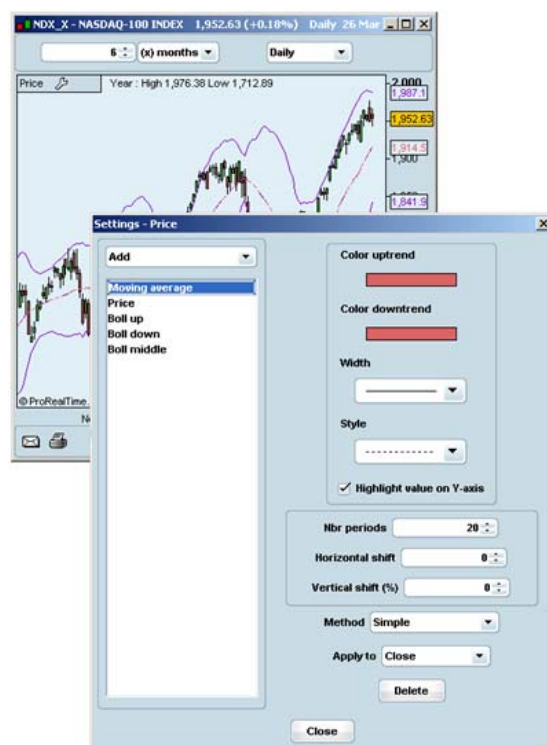 NDX_X - NASDAQ-100 INDEX 1,952.63 (+0.18%) Daily 26 Mar
6 (x) months Daily
Price Year : High 1,976.38 Low 1,712.89
2,000
1,987.1
1,952.63
1,914.5
1,900
1,841.9
© ProRealTime.
Settings - Price
Add
Moving average
Price
Boll up
Boll down
Boll middle
Color uptrend
Color downtrend
Width
Style
Highlight value on Y-axis
Nbr periods 20
Horizontal shift 0
Vertical shift (%) 0
Method Simple
Apply to Close
Delete
Close